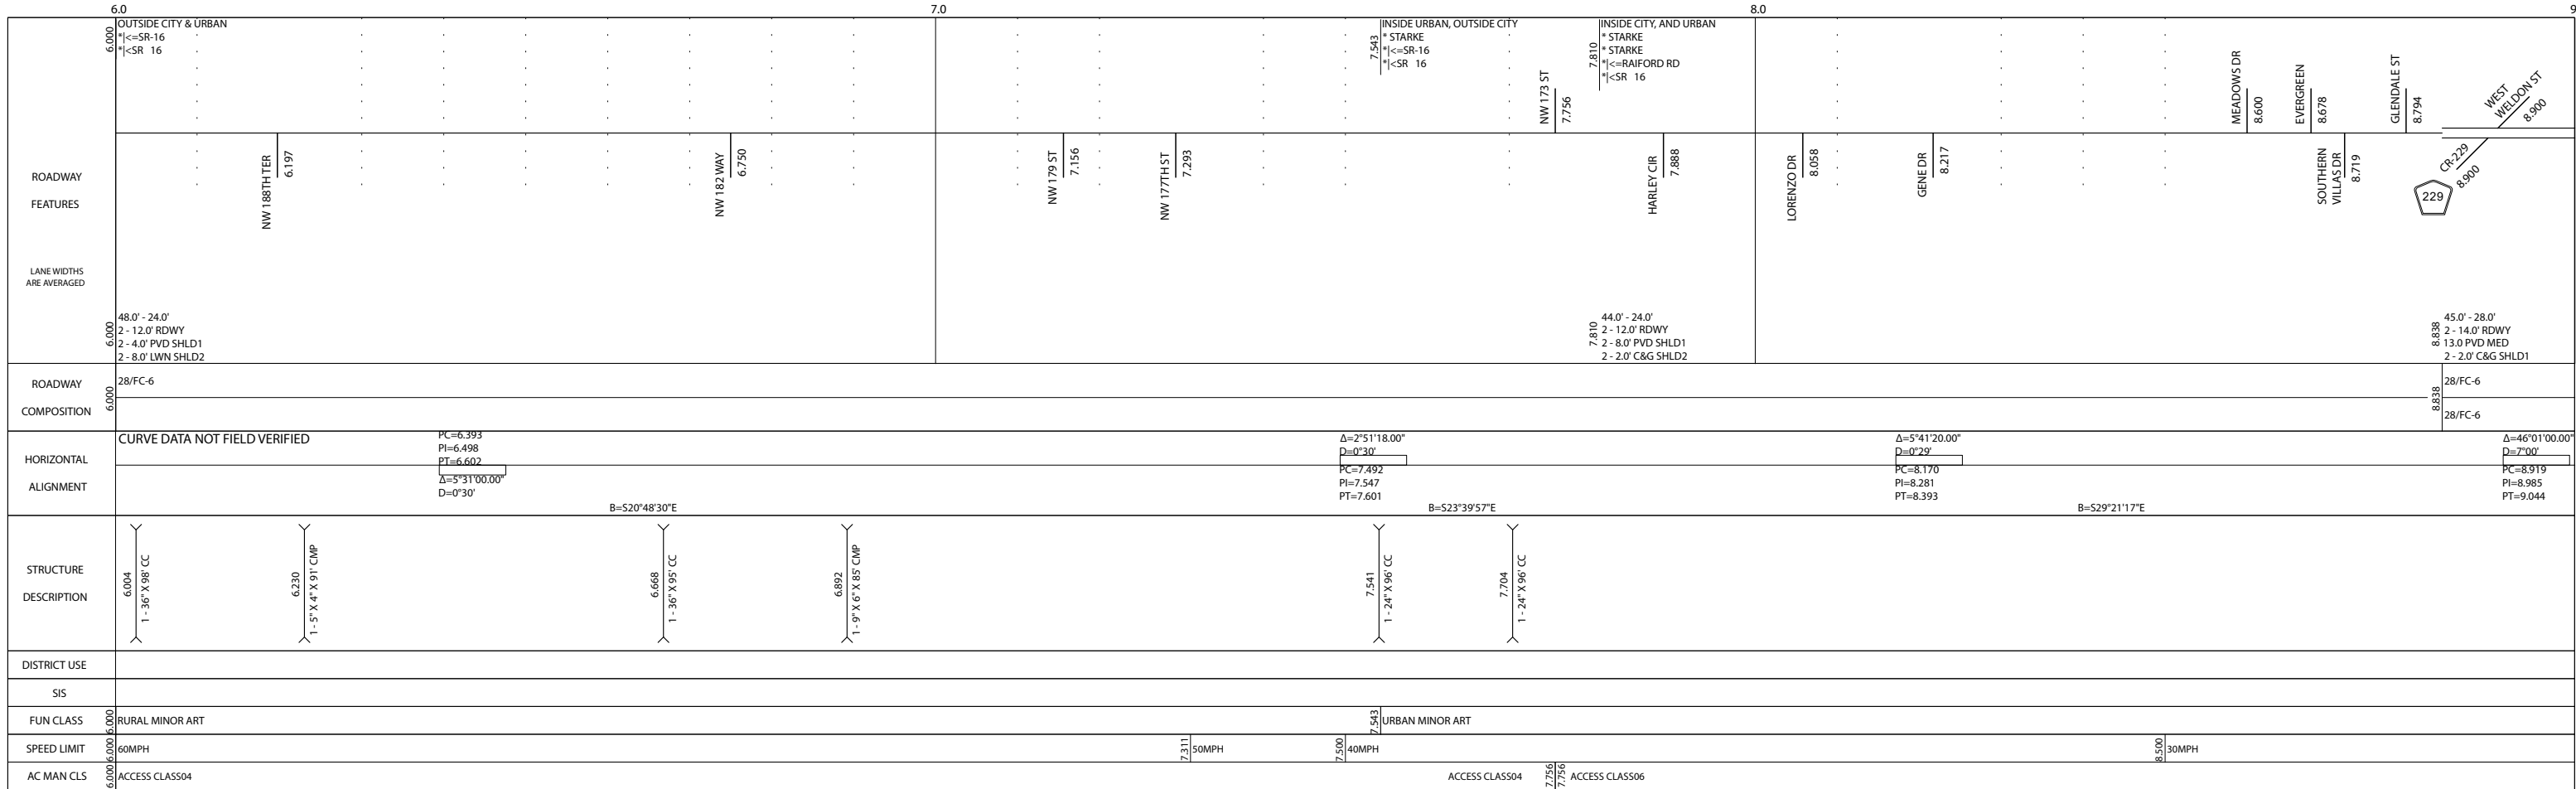 6.0
7.0
8.0
9
6.000
OUTSIDE CITY & URBAN
*|<=SR-16
*|<SR 16
7.543
INSIDE URBAN, OUTSIDE CITY
* STARKE
*|<=SR-16
*|<SR 16
7.810
INSIDE CITY, AND URBAN
* STARKE
* STARKE
*|<=RAIFORD RD
*|<SR 16
NW 173 ST
7.756
MEADOWS DR
8.600
EVERGREEN
8.678
GLENDALE ST
8.794
WEST
WELDON ST
8.900
ROADWAY
FEATURES
NW 188TH TER
6.197
NW 182 WAY
6.750
NW 179 ST
7.156
NW 177TH ST
7.293
HARLEY CIR
7.888
LORENZO DR
8.058
GENE DR
8.217
SOUTHERN
VILLAS DR
8.719
CR-229
8.900
229
LANE WIDTHS
ARE AVERAGED
6.000
48.0' - 24.0'
2 - 12.0' RDWY
2 - 4.0' PVD SHLD1
2 - 8.0' LWN SHLD2
7.810
44.0' - 24.0'
2 - 12.0' RDWY
2 - 8.0' PVD SHLD1
2 - 2.0' C&G SHLD2
8.838
45.0' - 28.0'
2 - 14.0' RDWY
13.0 PVD MED
2 - 2.0' C&G SHLD1
ROADWAY
COMPOSITION
6.000
28/FC-6
8.838
28/FC-6
28/FC-6
HORIZONTAL
ALIGNMENT
CURVE DATA NOT FIELD VERIFIED
PC=6.393
PI=6.498
PT=6.602
Δ=5°31'00.00"
D=0°30'
B=S20°48'30"E
Δ=2°51'18.00"
D=0°30'
PC=7.492
PI=7.547
PT=7.601
B=S23°39'57"E
Δ=5°41'20.00"
D=0°29'
PC=8.170
PI=8.281
PT=8.393
B=S29°21'17"E
Δ=46°01'00.00"
D=7°00'
PC=8.919
PI=8.985
PT=9.044
STRUCTURE
DESCRIPTION
6.004
1 - 36" X 98' CC
6.230
1 - 5" X 4" X 91' CMP
6.668
1 - 36" X 95' CC
6.892
1 - 9" X 6" X 85' CMP
7.541
1 - 24" X 96' CC
7.704
1 - 24" X 96' CC
DISTRICT USE
SIS
FUN CLASS
6.000
RURAL MINOR ART
7.543
URBAN MINOR ART
SPEED LIMIT
6.000
60MPH
7.311
50MPH
7.500
40MPH
8.500
30MPH
AC MAN CLS
6.000
ACCESS CLASS04
ACCESS CLASS04
7.756
7.756
ACCESS CLASS06